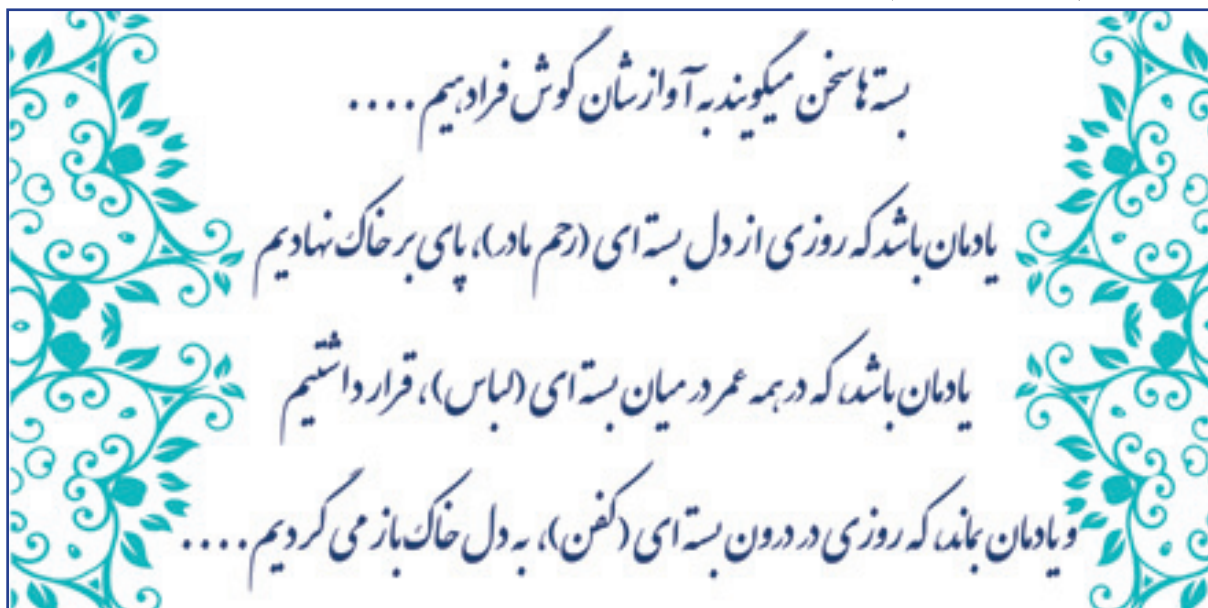 بسته ها سخن میگویند به آوازشان گوش فرادهیم ....
یادمان باشد که روزی از دل بسته ای (رحم مادر)، پای بر خاک نهادیم
یادمان باشد، که در همه عمر در میان بسته ای (لباس)، قرار داشتیم
و یادمان بماند، که روزی در درون بسته ای (کفن)، به دل خاک باز می گردیم ....